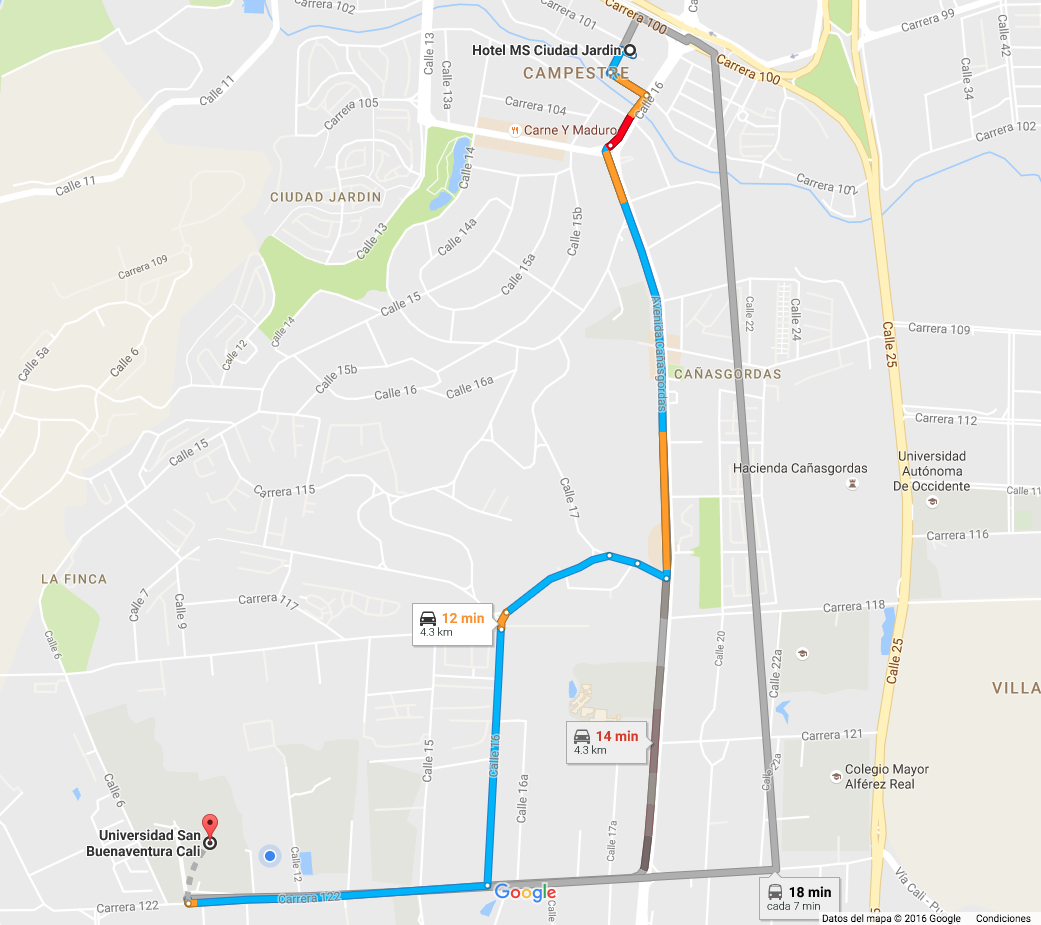 Carrera 102
Carrera 100
Carrera 99
Calle 42
Calle 13
Hotel MS Ciudad Jardin
CAMPESTRE
Carrera 100
Calle 11
Calle 13a
Calle 16
Calle 34
Carrera 105
Carrera 104
Carne Y Maduro
Carrera 102
Calle 14
Calle 11
Carrera 102
CIUDAD JARDIN
Calle 13
Calle 14a
Calle 15b
Carrera 109
Calle 15a
Calle 15
Avenida Cañasgordas
Calle 22
Calle 24
Calle 25
Carrera 109
Calle 14
Calle 12
Calle 5a
Calle 6
Calle 15b
Calle 16
Calle 16a
CAÑASGORDAS
Carrera 112
Calle 15
Hacienda Cañasgordas
Universidad
Autónoma
De Occidente
Carrera 115
Calle 17
Calle 11
Carrera 116
LA FINCA
Calle 7
Calle 9
Carrera 117
Carrera 118
12 min
4.3 km
Calle 6
Calle 20
Calle 22a
Calle 25
VILLA
14 min
4.3 km
Carrera 121
Calle 15
Calle 16
Calle 16a
Calle 22a
Colegio Mayor
Alférez Real
Calle 6
Universidad San
Buenaventura Cali
Calle 12
Calle 17a
Google
18 min
cada 7 min
Vía Cali - Pu
Carrera 122
Carrera 122
Calle
Datos del mapa © 2016 Google
Condiciones